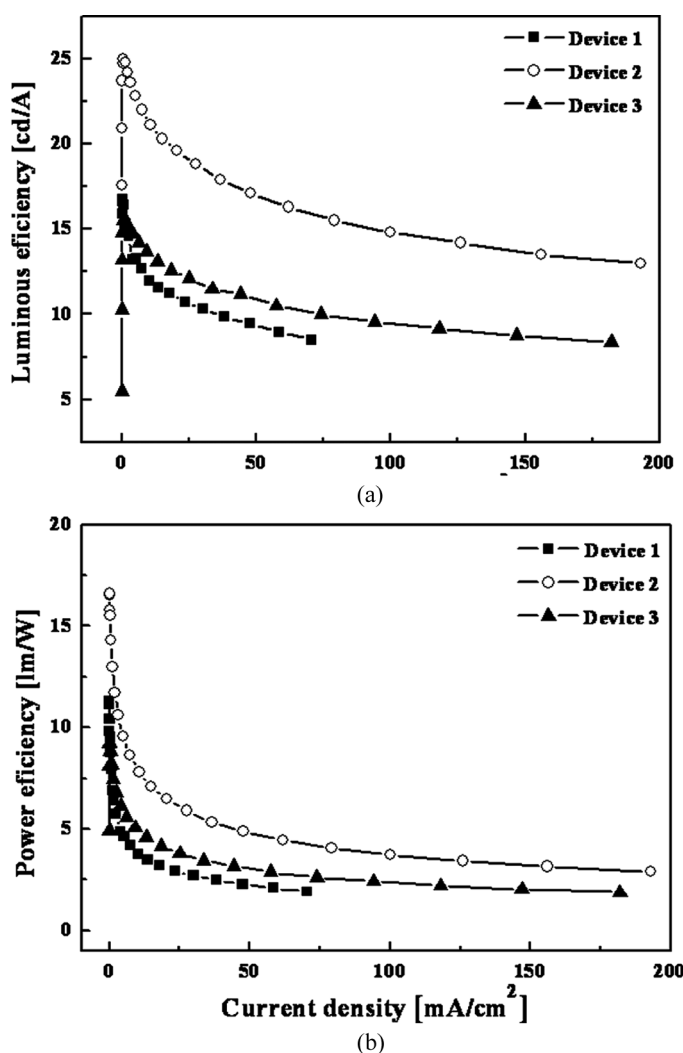 Luminous eficiency [cd/A]
25
20
15
10
5
Device 1
Device 2
Device 3
0
50
100
150
200
(a)
Power eficiency [lm/W]
20
15
10
5
0
Device 1
Device 2
Device 3
0
50
100
150
200
Current density [mA/cm2]
(b)